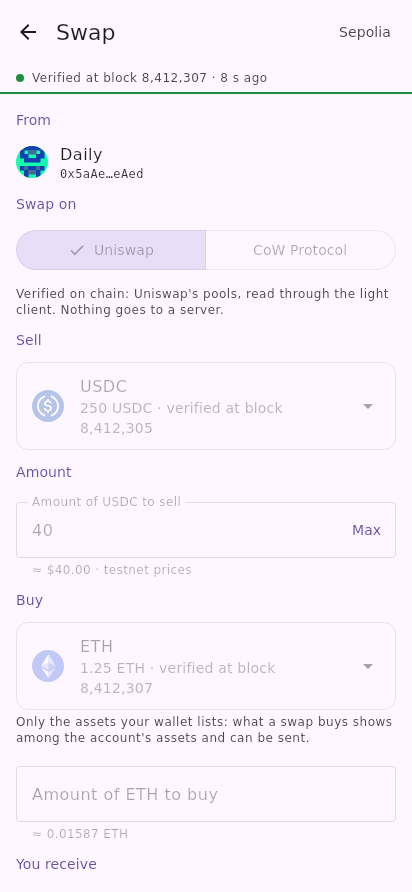 Swap
Sepolia
Verified at block 8,412,307 · 8 s ago
From
Daily
0x5aAe…eAed
Swap on
Uniswap
CoW Protocol
Verified on chain: Uniswap's pools, read through the light
client. Nothing goes to a server.
Sell
USDC
250 USDC · verified at block
8,412,305
Amount
Amount of USDC to sell
40
Max
≈ $40.00 · testnet prices
Buy
ETH
1.25 ETH · verified at block
8,412,307
Only the assets your wallet lists: what a swap buys shows
among the account's assets and can be sent.
Amount of ETH to buy
≈ 0.01587 ETH
You receive